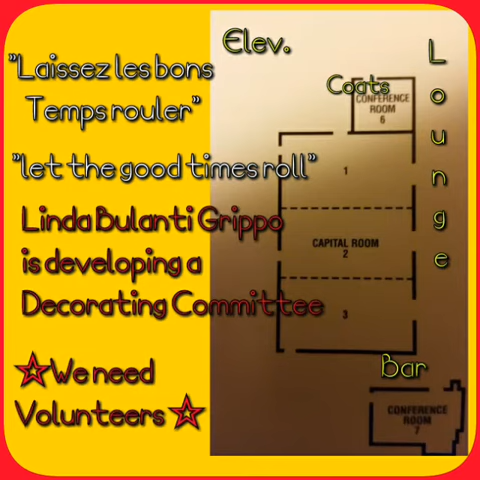 "Laissez les bons
Temps rouler"
"let the good times roll"
Linda Bulanti Grippo
is developing a
Decorating Committee
☆We need
Volunteers☆
Elev.
Lounge
Coats
CONFERENCE
ROOM
6
1
CAPITAL ROOM
2
3
Bar
CONFERENCE
ROOM
7